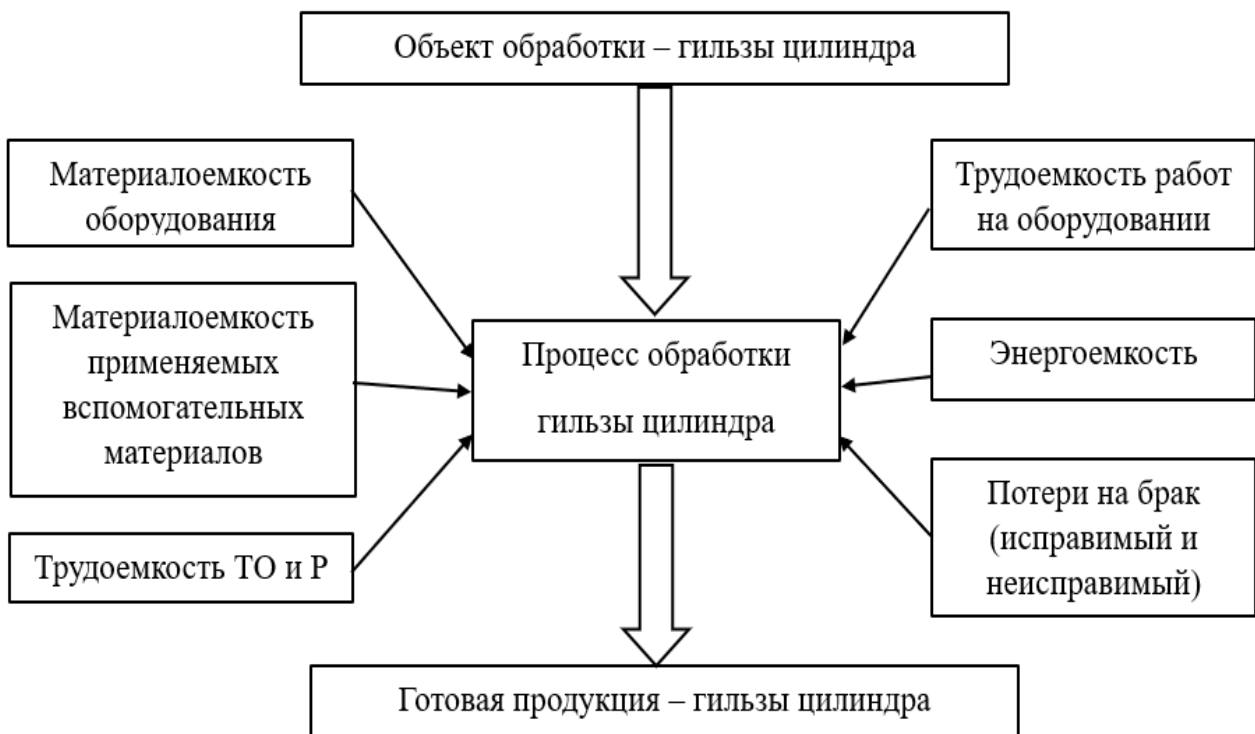 Объект обработки – гильзы цилиндра
Материалоемкость
оборудования
Трудоемкость работ
на оборудовании
Материалоемкость
применяемых
вспомогательных
материалов
Процесс обработки
гильзы цилиндра
Энергоемкость
Трудоемкость ТО и Р
Потери на брак
(исправимый и
неисправимый)
Готовая продукция – гильзы цилиндра